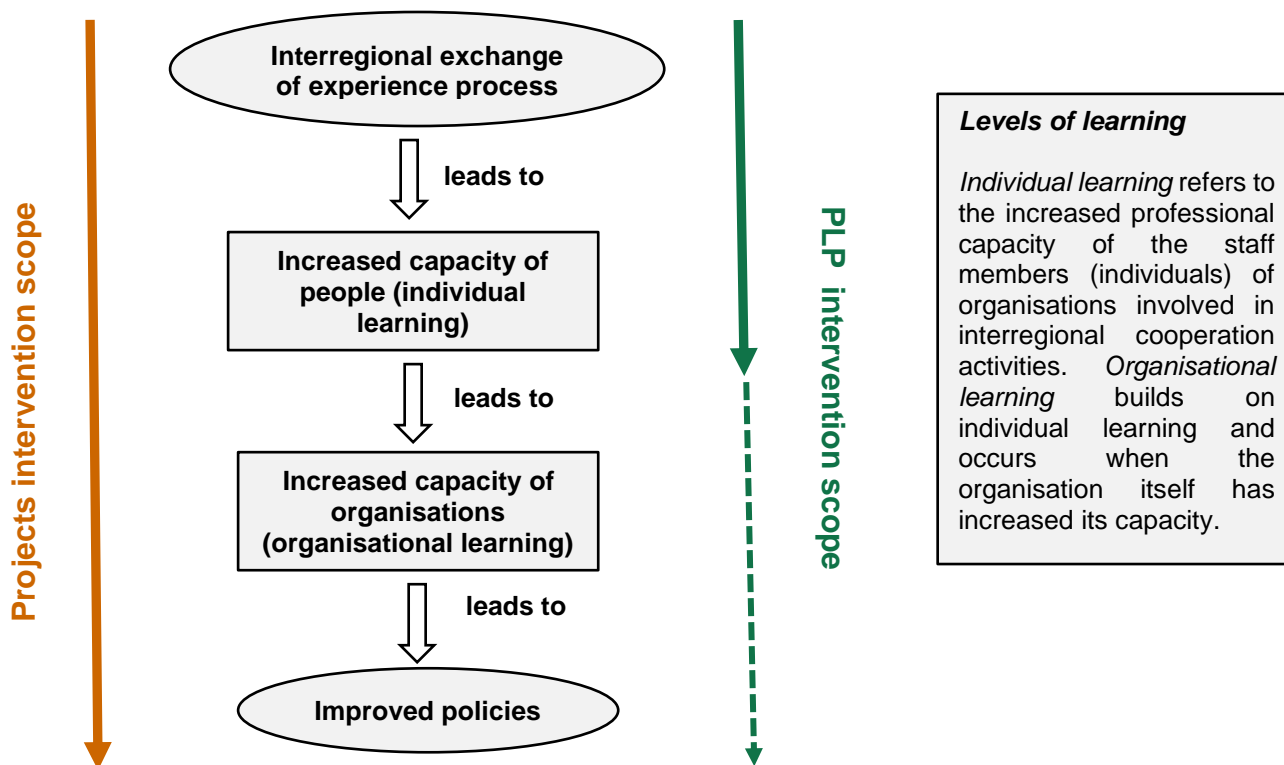 Projects intervention scope
Interregional exchange
of experience process
leads to
Increased capacity of
people (individual
learning)
leads to
Increased capacity of
organisations
(organisational learning)
leads to
Improved policies
PLP intervention scope
Levels of learning
Individual learning refers to
the increased professional
capacity of the staff
members (individuals) of
organisations involved in
interregional cooperation
activities. Organisational
learning builds on
individual learning and
occurs when the
organisation itself has
increased its capacity.